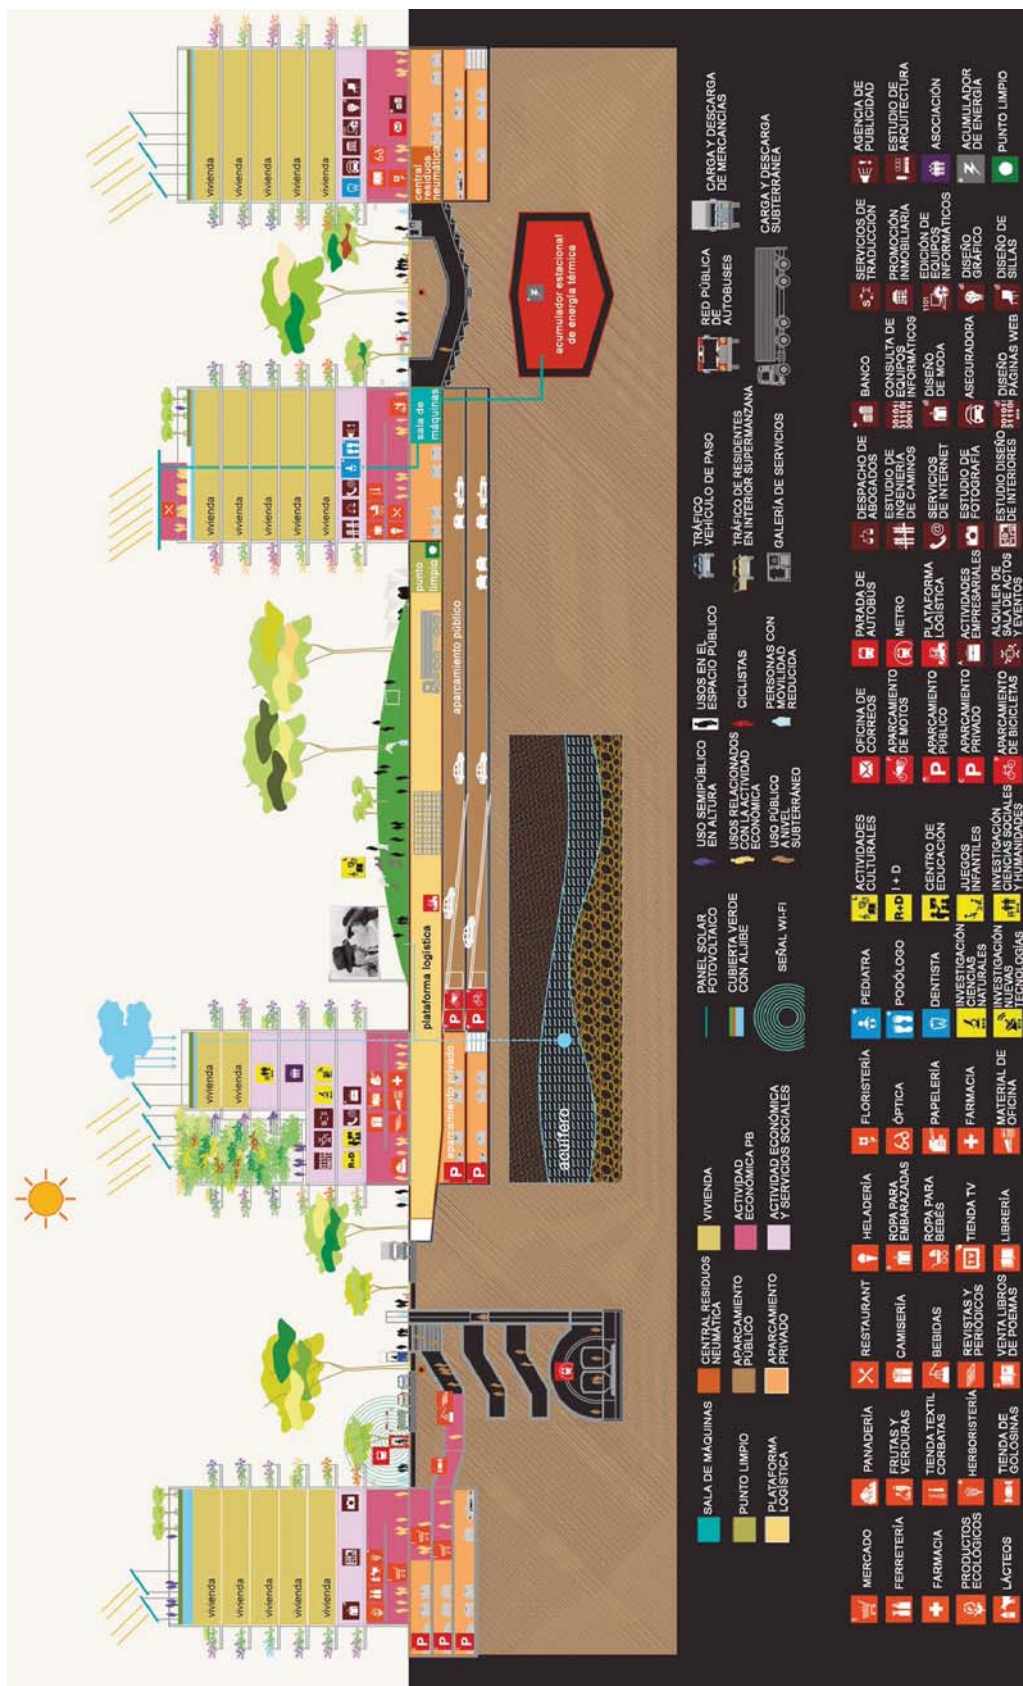 vivienda
vivienda
vivienda
vivienda
vivienda
P
P
P
vivienda
vivienda
R+D
aparcamiento privado
P
P
P
P
plataforma logística
aparcamiento público
punto
limpio
acuífero
vivienda
vivienda
vivienda
vivienda
vivienda
sala de
máquinas
acumulador estacional
de energía térmica
vivienda
vivienda
vivienda
vivienda
vivienda
central
residuos
neumática
SALA DE MÁQUINAS
PUNTO LIMPIO
PLATAFORMA
LOGÍSTICA
CENTRAL RESIDUOS
NEUMÁTICA
APARCAMIENTO
PÚBLICO
APARCAMIENTO
PRIVADO
VIVIENDA
ACTIVIDAD
ECONÓMICA PB
ACTIVIDAD ECONÓMICA
Y SERVICIOS SOCIALES
PANEL SOLAR
FOTOVOLTAICO
CUBIERTA VERDE
CON ALJIBE
SEÑAL WI-FI
USO SEMIPÚBLICO
EN ALTURA
USOS RELACIONADOS
CON LA ACTIVIDAD
ECONÓMICA
USO PÚBLICO
A NIVEL
SUBTERRÁNEO
USOS EN EL
ESPACIO PÚBLICO
CICLISTAS
PERSONAS CON
MOVILIDAD
REDUCIDA
TRÁFICO
VEHÍCULO DE PASO
TRÁFICO DE RESIDENTES
EN INTERIOR SUPERMANZANA
GALERÍA DE SERVICIOS
RED PÚBLICA
DE
AUTOBUSES
CARGA Y DESCARGA
DE MERCANCÍAS
CARGA Y DESCARGA
SUBTERRÁNEA
MERCADO
FERRETERÍA
FARMACIA
PRODUCTOS
ECOLÓGICOS
LÁCTEOS
PANADERÍA
FRUTAS Y
VERDURAS
TIENDA TEXTIL
CORBATAS
HERBORISTERÍA
TIENDA DE
GOLOSINAS
RESTAURANT
CAMISERÍA
BEBIDAS
REVISTAS Y
PERIÓDICOS
VENTA LIBROS
DE POEMAS
HELADERÍA
ROPA PARA
EMBARAZADAS
ROPA PARA
BEBÉS
TV
TIENDA TV
LIBRERÍA
FLORISTERÍA
ÓPTICA
PAPELERÍA
FARMACIA
MATERIAL DE
OFICINA
PEDIATRA
PODÓLOGO
DENTISTA
INVESTIGACIÓN
CIENCIAS
NATURALES
INVESTIGACIÓN
NUEVAS
TECNOLOGÍAS
ACTIVIDADES
CULTURALES
R+D
I + D
CENTRO DE
EDUCACIÓN
JUEGOS
INFANTILES
INVESTIGACIÓN
CIENCIAS SOCIALES
Y HUMANIDADES
OFICINA DE
CORREOS
APARCAMIENTO
DE MOTOS
P
APARCAMIENTO
PÚBLICO
P
APARCAMIENTO
PRIVADO
APARCAMIENTO
DE BICICLETAS
PARADA DE
AUTOBÚS
METRO
PLATAFORMA
LOGÍSTICA
ACTIVIDADES
EMPRESARIALES
ALQUILER DE
SALA DE ACTOS
Y EVENTOS
DESPACHO DE
ABOGADOS
ESTUDIO DE
INGENIERÍA
DE CAMINOS
SERVICIOS
DE INTERNET
ESTUDIO DE
FOTOGRAFÍA
ESTUDIO DISEÑO
DE INTERIORES
BANCO
CONSULTA DE
EQUIPOS
INFORMÁTICOS
DISEÑO
DE MODA
ASEGURADORA
DISEÑO
PÁGINAS WEB
SERVICIOS DE
TRADUCCIÓN
PROMOCIÓN
INMOBILIARIA
EDICIÓN DE
EQUIPOS
INFORMÁTICOS
DISEÑO
GRÁFICO
DISEÑO DE
SILLAS
AGENCIA DE
PUBLICIDAD
ESTUDIO DE
ARQUITECTURA
ASOCIACIÓN
ACUMULADOR
DE ENERGÍA
PUNTO LIMPIO